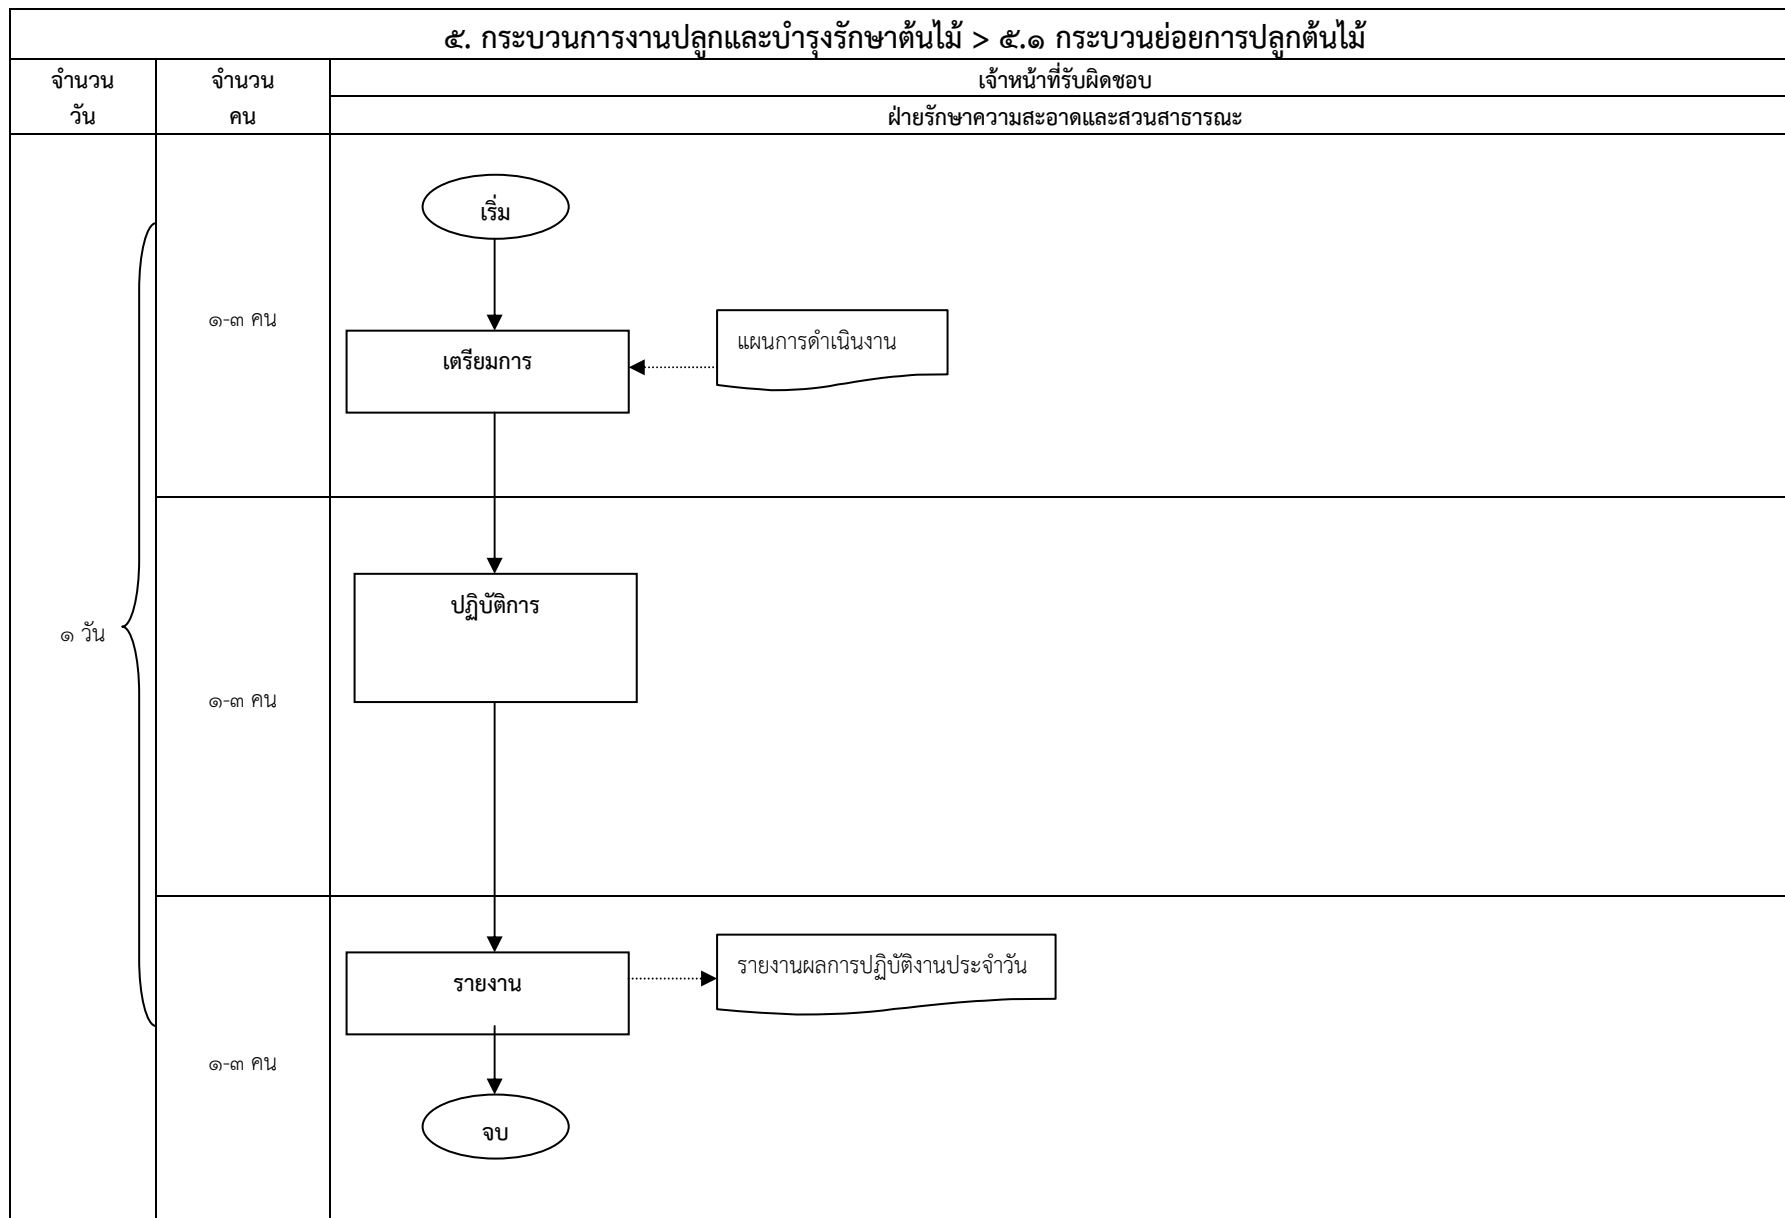 ๕. กระบวนการงานปลูกและบำรุงรักษาต้นไม้ > ๕.๑ กระบวนย่อยการปลูกต้นไม้
จำนวน
วัน
จำนวน
คน
เจ้าหน้าที่รับผิดชอบ
ฝ่ายรักษาความสะอาดและสวนสาธารณะ
เริ่ม
๑-๓ คน
แผนการดำเนินงาน
เตรียมการ
ปฏิบัติการ
๑ วัน
๑-๓ คน
รายงานผลการปฏิบัติงานประจำวัน
รายงาน
๑-๓ คน
จบ